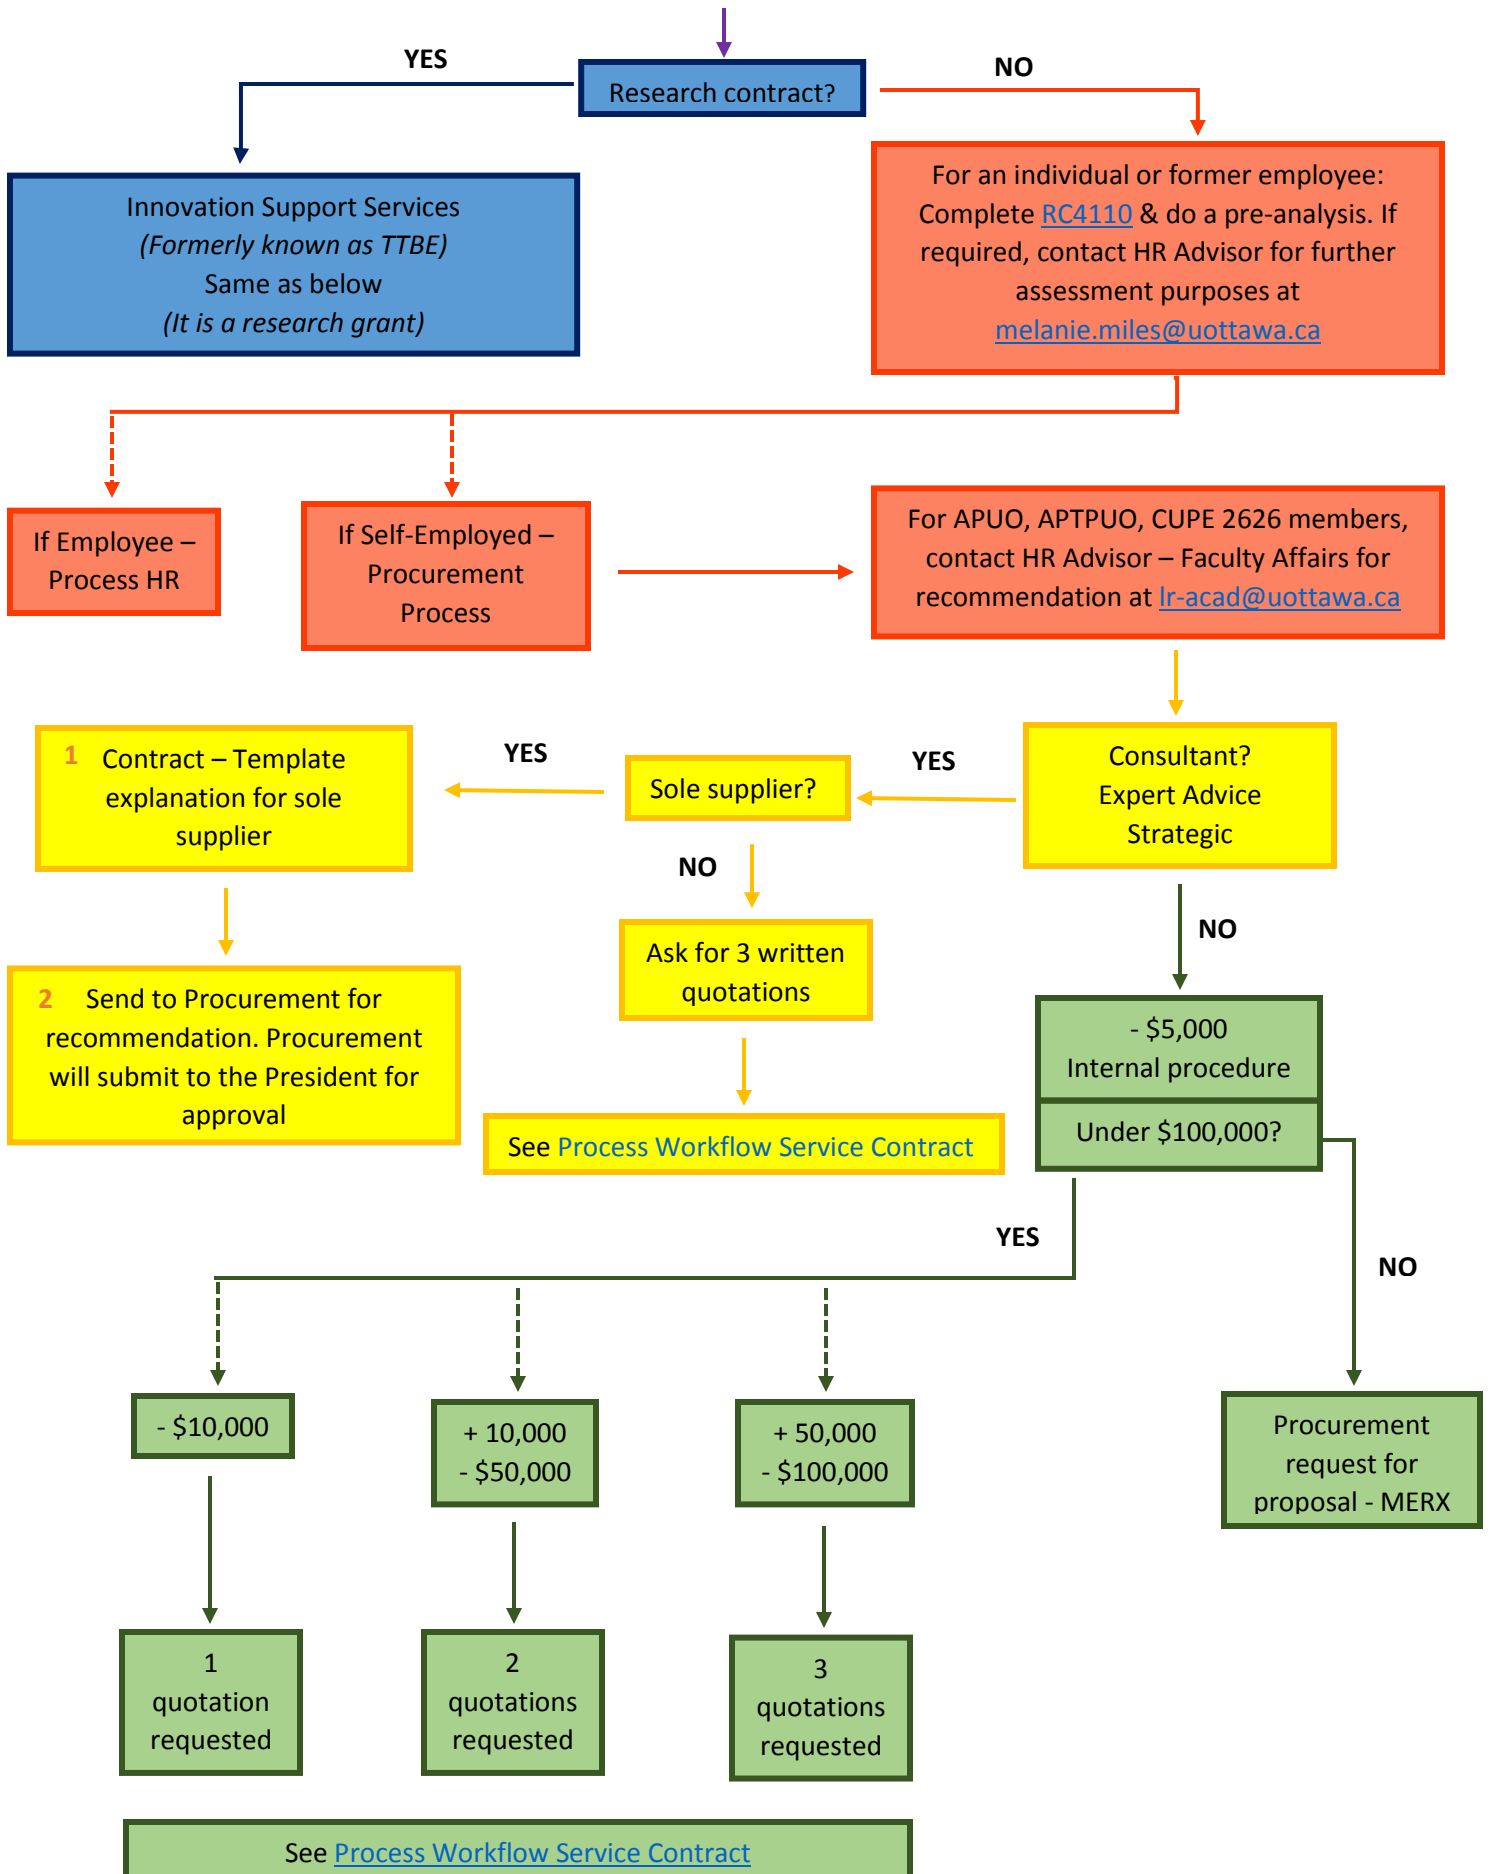 YES
NO
Research contract?
Innovation Support Services
(Formerly known as TTBE)
Same as below
(It is a research grant)
For an individual or former employee:
Complete RC4110 & do a pre-analysis. If
required, contact HR Advisor for further
assessment purposes at
melanie.miles@uottawa.ca
If Employee –
Process HR
If Self-Employed –
Procurement
Process
For APUO, APTPUO, CUPE 2626 members,
contact HR Advisor – Faculty Affairs for
recommendation at lr-acad@uottawa.ca
1 Contract – Template
explanation for sole
supplier
YES
Sole supplier?
YES
Consultant?
Expert Advice
Strategic
NO
NO
2 Send to Procurement for
recommendation. Procurement
will submit to the President for
approval
Ask for 3 written
quotations
See Process Workflow Service Contract
- $5,000
Internal procedure
Under $100,000?
YES
NO
- $10,000
+ 10,000
- $50,000
+ 50,000
- $100,000
Procurement
request for
proposal - MERX
1
quotation
requested
2
quotations
requested
3
quotations
requested
See Process Workflow Service Contract